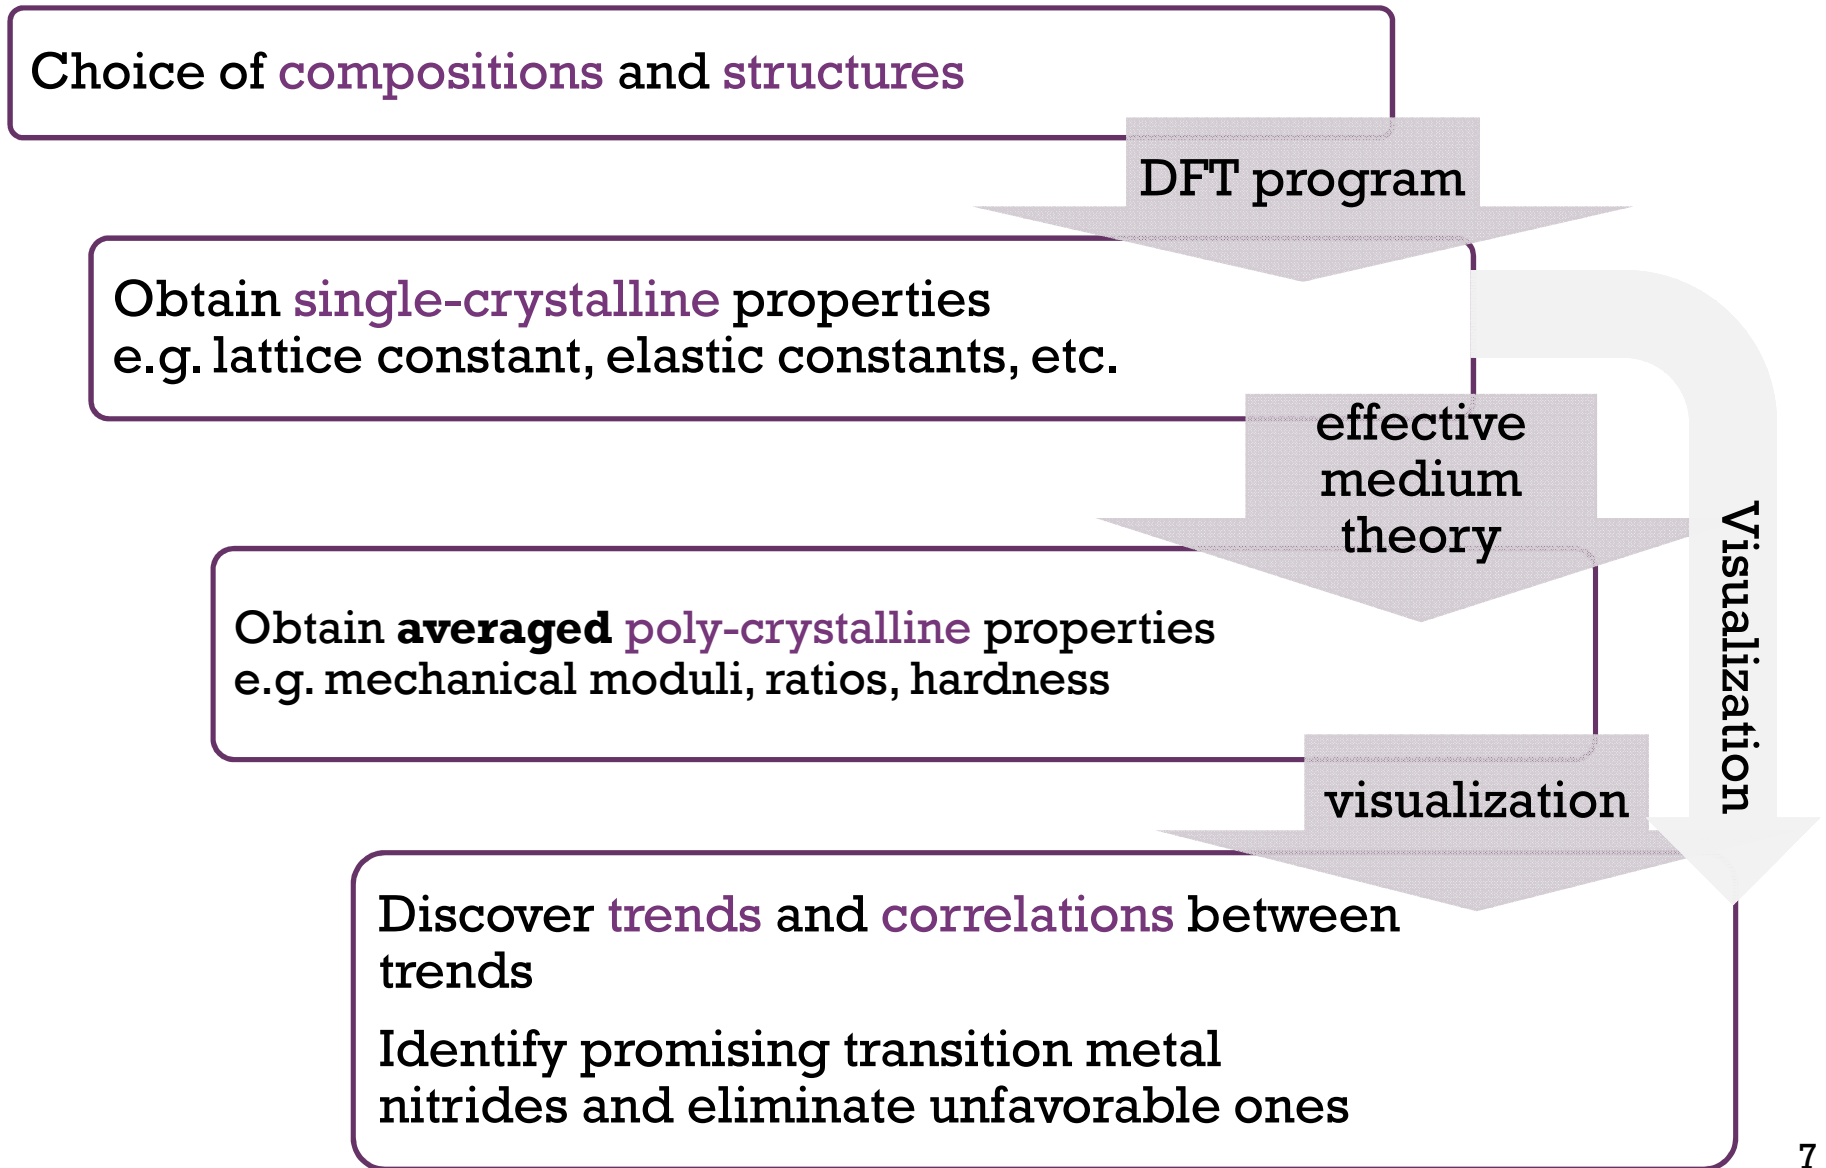 Choice of compositions and structures
DFT program
Obtain single-crystalline properties
e.g. lattice constant, elastic constants, etc.
effective
medium
theory
Visualization
Obtain averaged poly-crystalline properties
e.g. mechanical moduli, ratios, hardness
visualization
Discover trends and correlations between
trends
Identify promising transition metal
nitrides and eliminate unfavorable ones
7